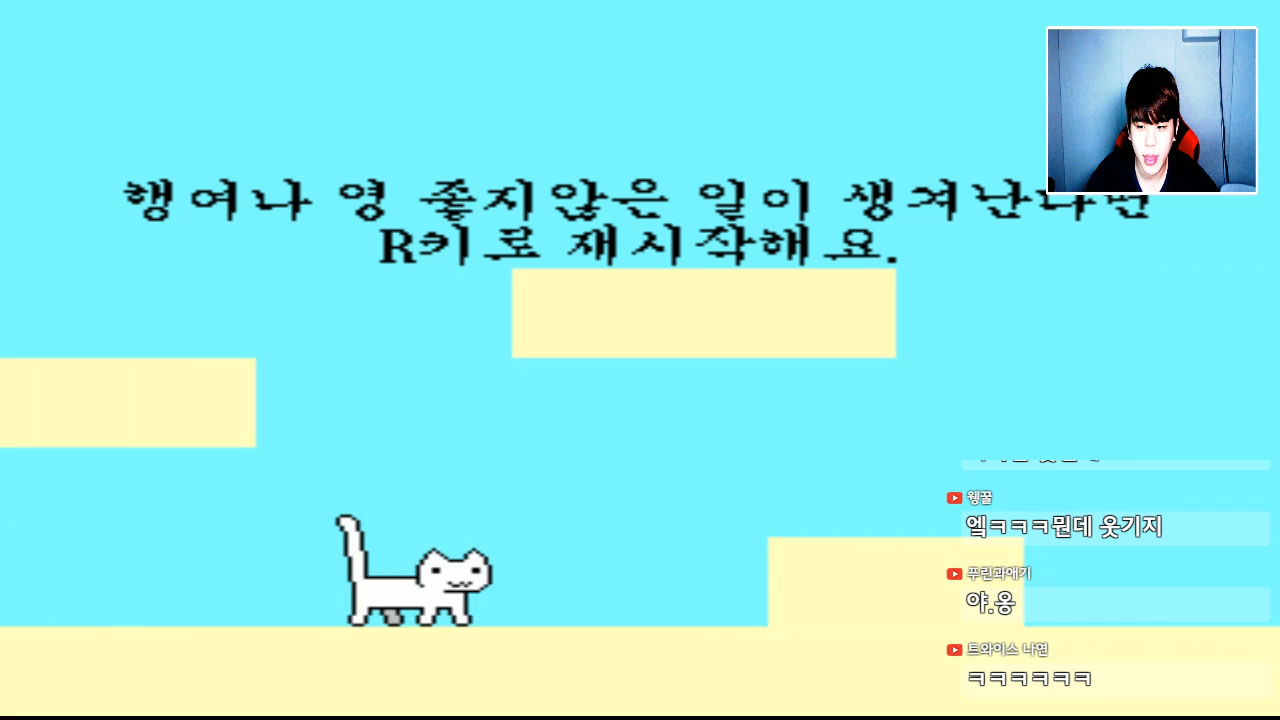 행여나 영 좋지않은 일이 생겨난다면
R키로 재시작해요.
웽꿀
엨ㅋㅋㅋ뭔데 웃기지
푸린과애기
야.옹
트와이스 나연
ㅋㅋㅋㅋㅋㅋ